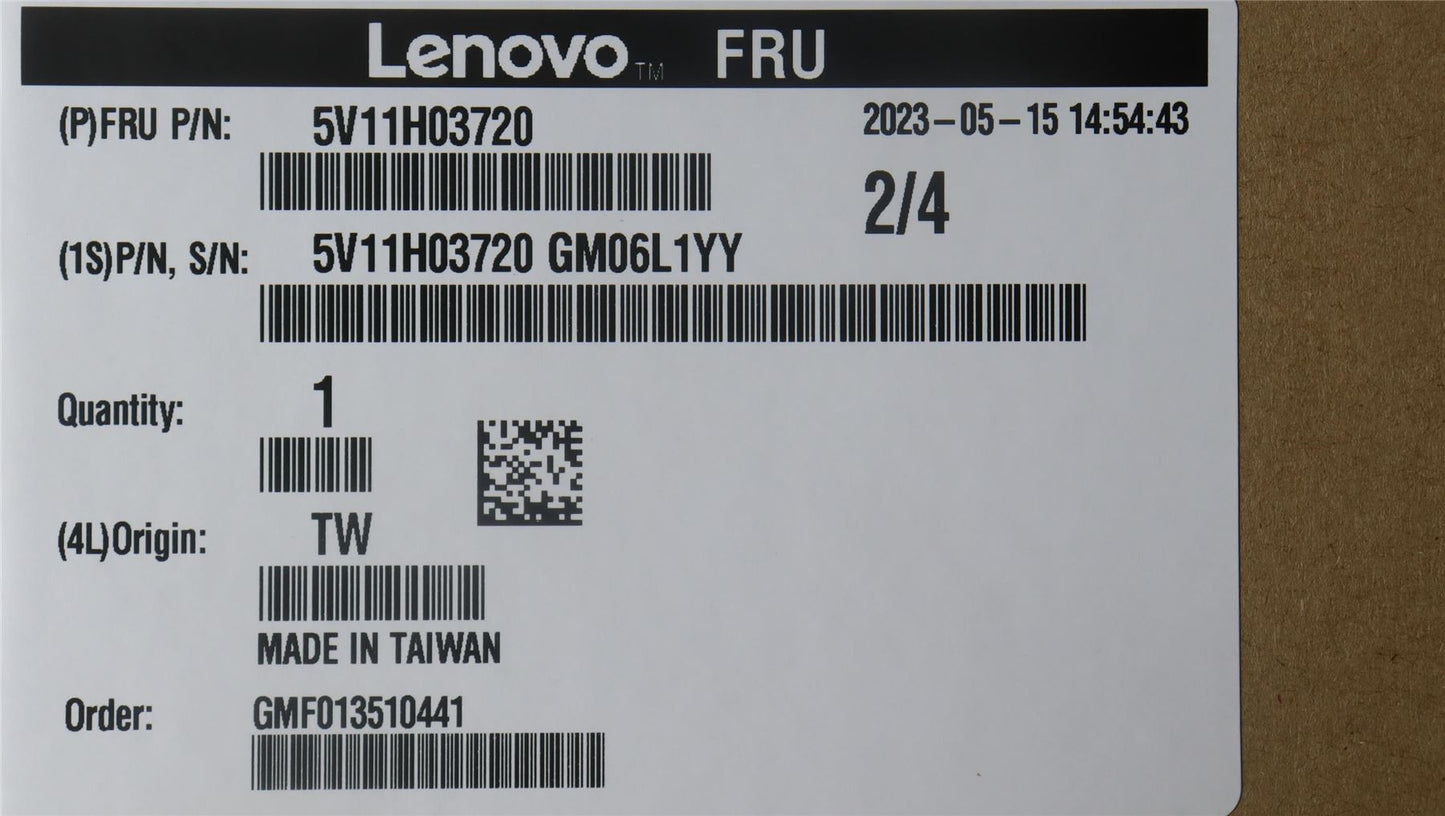 Lenovo™ FRU
(P)FRU P/N: 5V11H03720 2023-05-15 14:54:43
2/4
(1S)P/N, S/N: 5V11H03720 GM06L1YY
Quantity: 1
(4L)Origin: TW
MADE IN TAIWAN
Order: GMF013510441